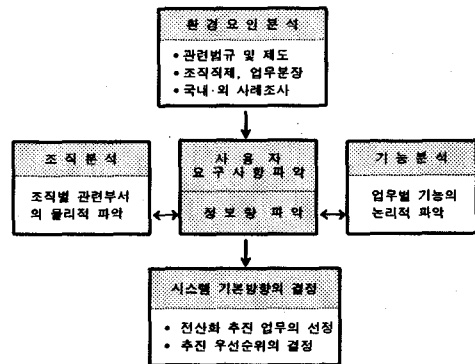 환경요인분석
• 관련법규 및 제도
• 조직직제, 업무분장
• 국내·외 사례조사
조직분석
조직별 관련부서
의 물리적 파악
사용자
요구사항파악
정보량 파악
기능분석
업무별 기능의
논리적 파악
시스템 기본방향의 결정
• 전산화 추진 업무의 선정
• 추진 우선순위의 결정